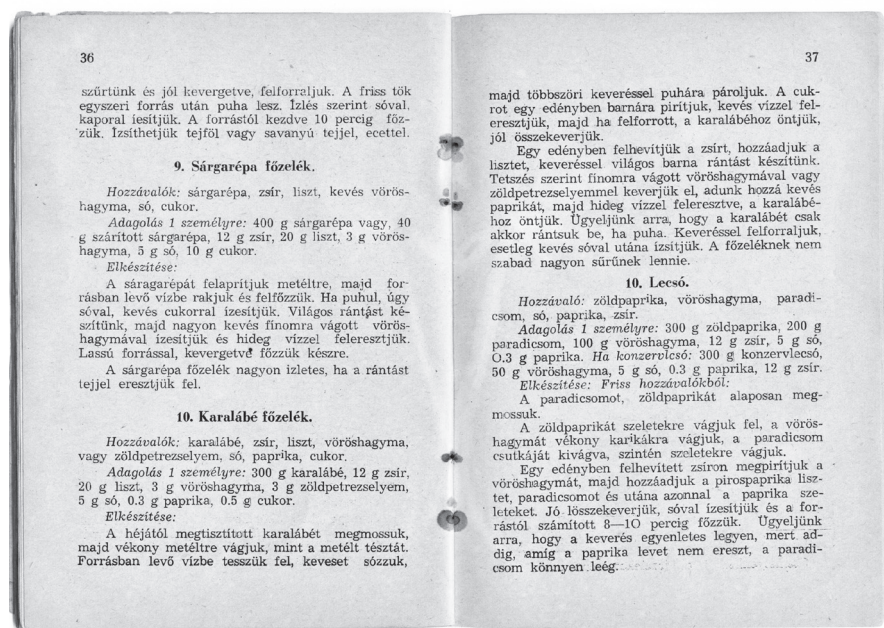 36
szűrtünk és jól kevergetve, felforraljuk. A friss tök
egyszeri forrás után puha lesz. Ízlés szerint sóval,
kaporal iesítjük. A forrástól kezdve 10 percig főz-
zük. Ízsíthetjük tejföl vagy savanyú tejjel, ecettel.
9. Sárgarépa főzelék.
Hozzávalók: sárgarépa, zsír, liszt, kevés vörös-
hagyma, só, cukor.
Adagolás 1 személyre: 400 g sárgarépa vagy, 40
g szárított sárgarépa, 12 g zsír, 20 g liszt, 3 g vörös-
hagyma, 5 g só, 10 g cukor.
Elkészítése:
A sáragarépát felaprítjuk metéltre, majd for-
rásban levő vízbe rakjuk és felfőzzük. Ha puhul, úgy
sóval, kevés cukorral ízesítjük. Világos rántást ké-
szítünk, majd nagyon kevés finomra vágott vörös-
hagymával ízesítjük és hideg vízzel feleresztjük.
Lassú forrással, kevergetve főzzük készre.
A sárgarépa főzelék nagyon izletes, ha a rántást
tejjel eresztjük fel.
10. Karalábé főzelék.
Hozzávalók: karalábé, zsír, liszt, vöröshagyma,
vagy zöldpetrezselyem, só, paprika, cukor.
Adagolás 1 személyre: 300 g karalábé, 12 g zsír,
20 g liszt, 3 g vöröshagyma, 3 g zöldpetrezselyem,
5 g só, 0.3 g paprika, 0.5 g cukor.
Elkészítése:
A héjától megtisztított karalábét megmossuk,
majd vékony metéltre vágjuk, mint a metélt tésztát.
Forrásban levő vízbe tesszük fel, keveset sózzuk,
37
majd többszöri keveréssel puhára pároljuk. A cuk-
rot egy edényben barnára pirítjuk, kevés vízzel fel-
eresztjük, majd ha felforrott, a karalábéhoz öntjük,
jól összekeverjük.
Egy edényben felhevítjük a zsírt, hozzáadjuk a
lisztet, keveréssel világos barna rántást készítünk.
Tetszés szerint finomra vágott vöröshagymával vagy
zöldpetrezselyemmel keverjük el, adunk hozzá kevés
paprikát, majd hideg vízzel feleresztve, a karalábé-
hoz öntjük. Ügyeljünk arra, hogy a karalábét csak
akkor rántsuk be, ha puha. Keveréssel felforraljuk,
esetleg kevés sóval utána ízsítjük. A főzeléknek nem
szabad nagyon sűrűnek lennie.
10. Lecsó.
Hozzávaló: zöldpaprika, vöröshagyma, paradi-
csom, só, paprika, zsír.
Adagolás 1 személyre: 300 g zöldpaprika, 200 g
paradicsom, 100 g vöröshagyma, 12 g zsír, 5 g só,
0.3 g paprika. Ha konzervlcsó: 300 g konzervlecsó,
50 g vöröshagyma, 5 g só, 0.3 g paprika, 12 g zsír.
Elkészítése: Friss hozzávalókból:
A paradicsomot, zöldpaprikát alaposan meg-
mossuk.
A zöldpaprikát szeletekre vágjuk fel, a vörös-
hagymát vékony karikákra vágjuk, a paradicsom
csutkáját kivágva, szintén szeletekre vágjuk.
Egy edényben felhevített zsíron megpirítjuk a
vöröshagymát, majd hozzáadjuk a pirospaprika lisz-
tet, paradicsomot és utána azonnal a paprika sze-
leteket. Jó lösszekeverjük, sóval ízesítjük és a for-
rástól számított 8—10 percig főzzük. Ügyeljünk
arra, hogy a keverés egyenletes legyen, mert ad-
dig, amíg a paprika levet nem ereszt, a paradi-
csom könnyen leég.